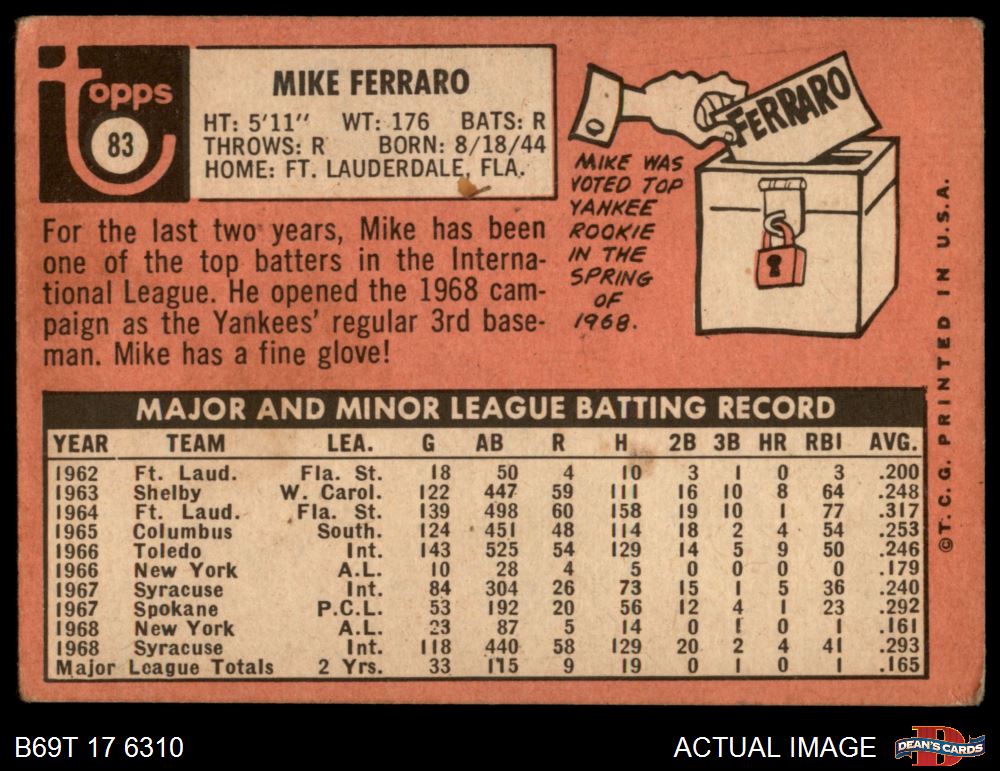 Topps
83
MIKE FERRARO
HT: 5'11" WT: 176 BATS: R
THROWS: R BORN: 8/18/44
HOME: FT. LAUDERDALE, FLA.
FERRARO
MIKE WAS
VOTED TOP
YANKEE
ROOKIE
IN THE
SPRING
OF
1968.
For the last two years, Mike has been
one of the top batters in the Interna-
tional League. He opened the 1968 cam-
paign as the Yankees' regular 3rd base-
man. Mike has a fine glove!
MAJOR AND MINOR LEAGUE BATTING RECORD
YEAR TEAM LEA. G AB R H 2B 3B HR RBI AVG.
1962 Ft. Laud. Fla. St. 18 50 4 10 3 1 0 3 .200
1963 Shelby W. Carol. 122 447 59 111 16 10 8 64 .248
1964 Ft. Laud. Fla. St. 139 498 60 158 19 10 1 77 .317
1965 Columbus South. 124 451 48 114 18 2 4 54 .253
1966 Toledo Int. 143 525 54 129 14 5 9 50 .246
1966 New York A.L. 10 28 4 5 0 0 0 0 .179
1967 Syracuse Int. 84 304 26 73 15 1 5 36 .240
1967 Spokane P.C.L. 53 192 20 56 12 4 1 23 .292
1968 New York A.L. 23 87 5 14 0 1 0 1 .161
1968 Syracuse Int. 118 440 58 129 20 2 4 41 .293
Major League Totals 2 Yrs. 33 115 9 19 0 1 0 1 .165
©T.C.G. PRINTED IN U.S.A.
B69T 17 6310
ACTUAL IMAGE
D
DEAN'S CARDS